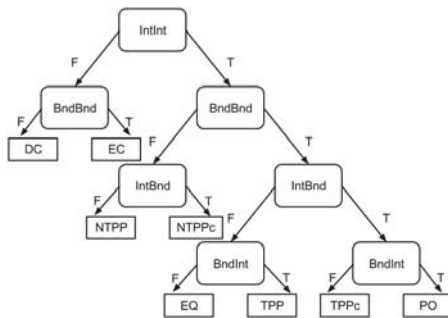 IntInt
F T
BndBnd BndBnd
F T F T
DC EC IntBnd IntBnd
F T F T
NTPP NTPPc BndInt BndInt
F T F T
EQ TPP TPPc PO